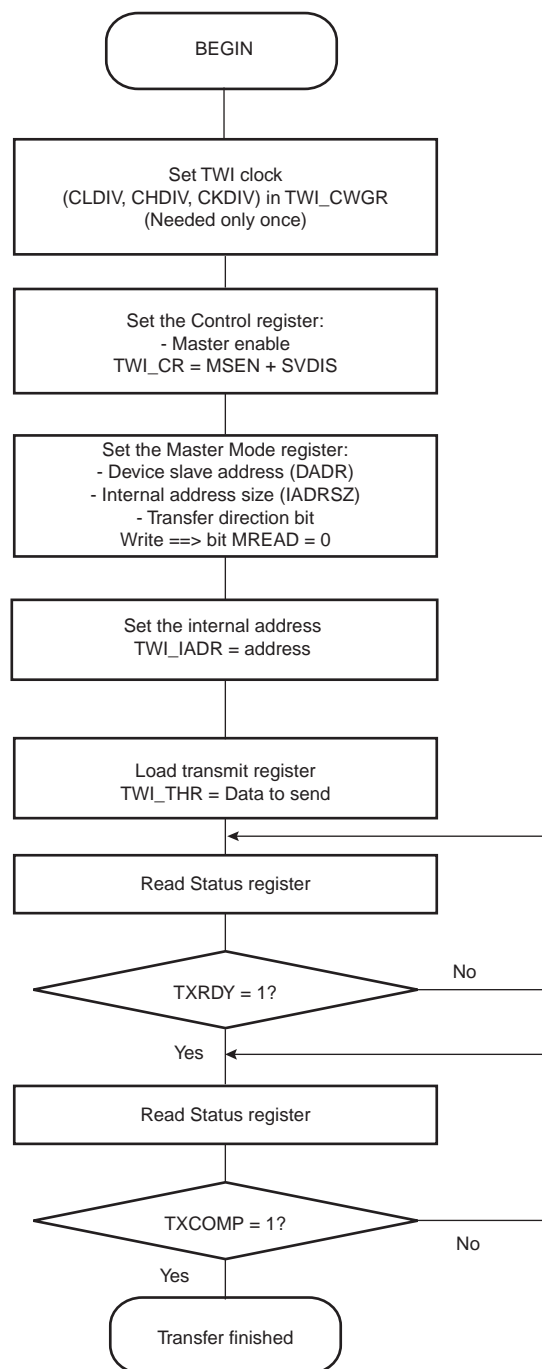 BEGIN
Set TWI clock
(CLDIV, CHDIV, CKDIV) in TWI_CWGR
(Needed only once)
Set the Control register:
- Master enable
TWI_CR = MSEN + SVDIS
Set the Master Mode register:
- Device slave address (DADR)
- Internal address size (IADRSZ)
- Transfer direction bit
Write ==> bit MREAD = 0
Set the internal address
TWI_IADR = address
Load transmit register
TWI_THR = Data to send
Read Status register
TXRDY = 1?
No
Yes
Read Status register
TXCOMP = 1?
No
Yes
Transfer finished